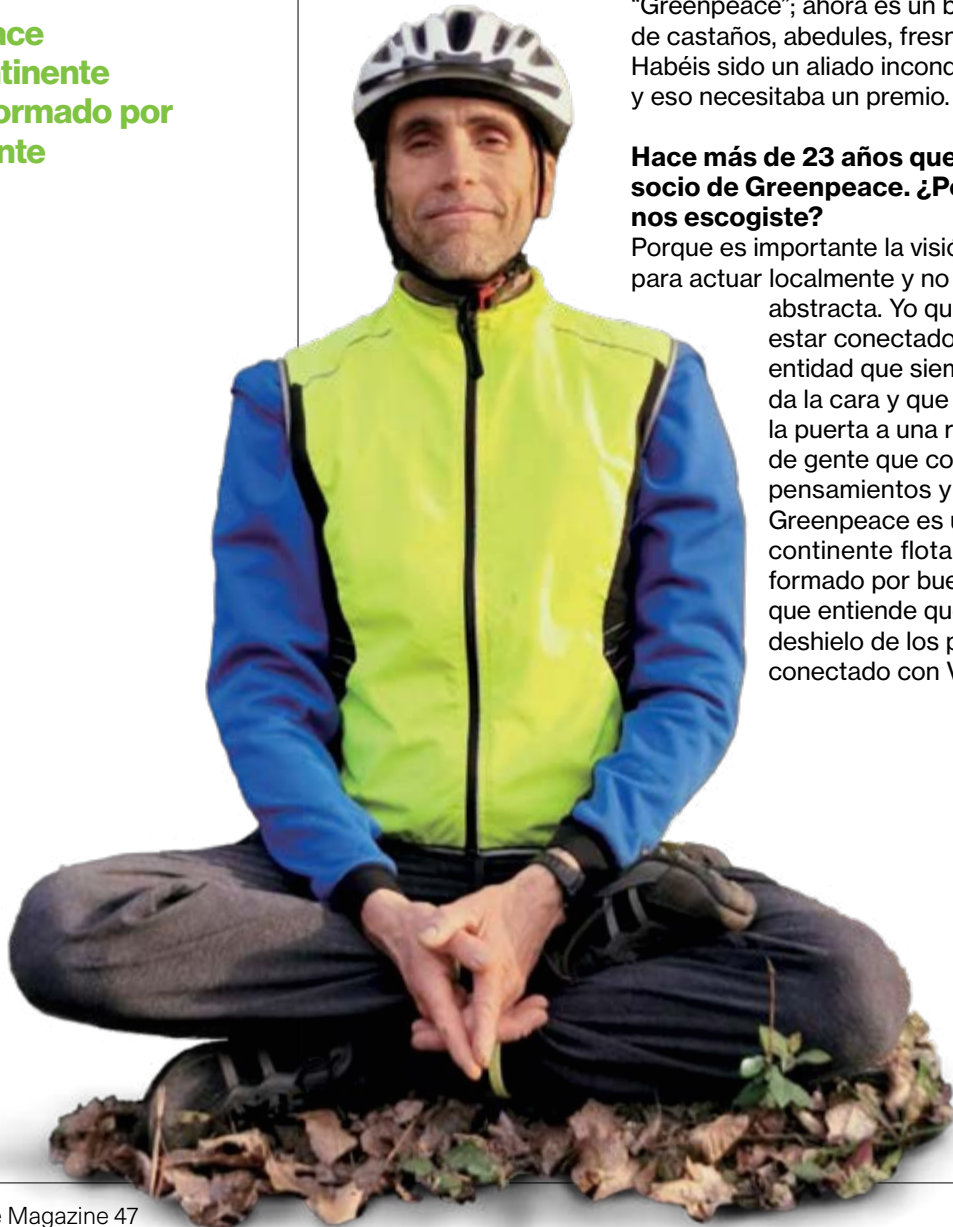 ace
tinente
ormado por
nte
"Greenpeace"; ahora es un b
de castaños, abedules, fresn
Habéis sido un aliado incond
y eso necesitaba un premio.
Hace más de 23 años que
socio de Greenpeace. ¿Po
nos escogiste?
Porque es importante la visió
para actuar localmente y no
abstracta. Yo qu
estar conectado
entidad que siem
da la cara y que
la puerta a una r
de gente que co
pensamientos y
Greenpeace es u
continente flota
formado por bue
que entiende qu
deshielo de los p
conectado con V
e Magazine 47